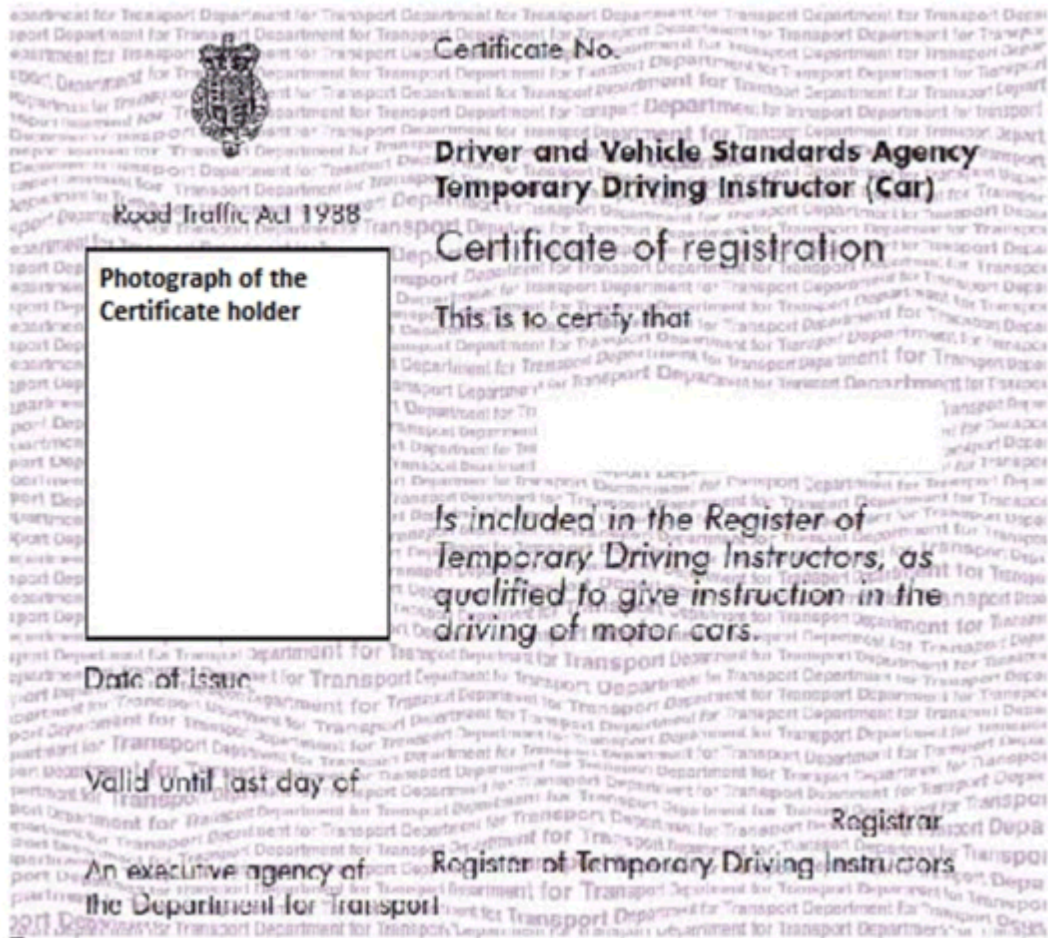 Certificate No.
Driver and Vehicle Standards Agency
Temporary Driving Instructor (Car)
Road Traffic Act 1988
Certificate of registration
Photograph of the
Certificate holder
This is to certify that
Is included in the Register of
Temporary Driving Instructors, as
qualified to give instruction in the
driving of motor cars.
Date of issue
Valid until last day of
Registrar
Register of Temporary Driving Instructors
An executive agency of
the Department for Transport